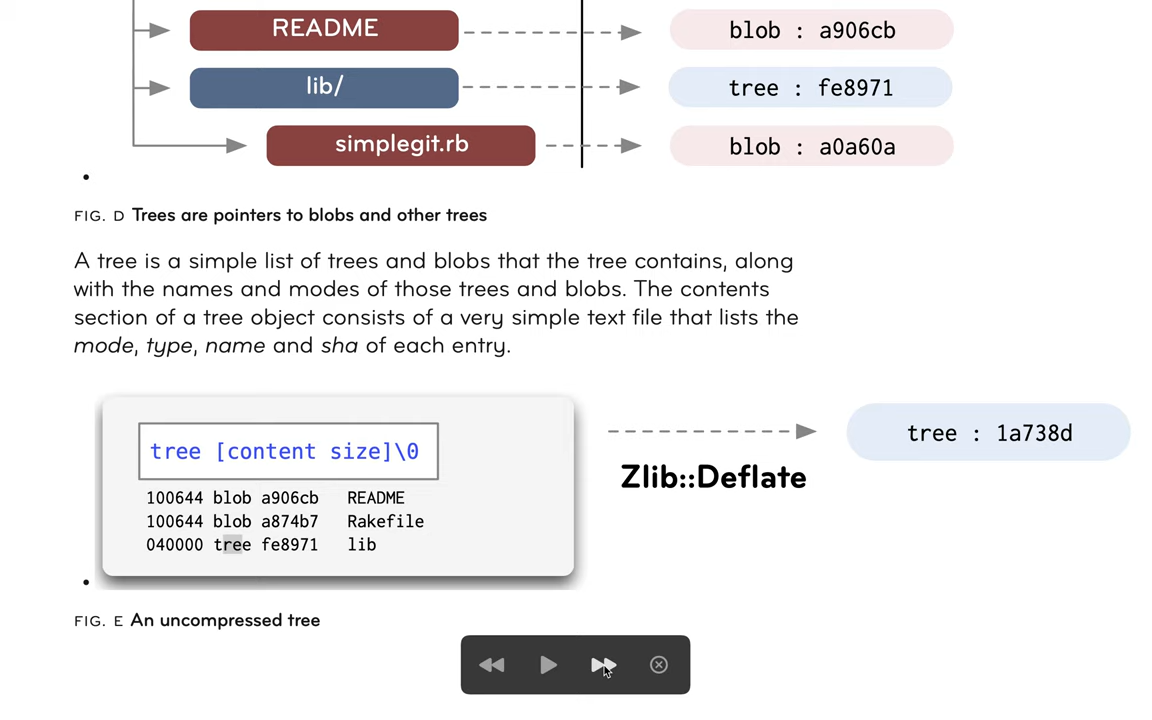 README
blob : a906cb
lib/
tree : fe8971
simplegit.rb
blob : a0a60a
FIG. D Trees are pointers to blobs and other trees
A tree is a simple list of trees and blobs that the tree contains, along
with the names and modes of those trees and blobs. The contents
section of a tree object consists of a very simple text file that lists the
mode, type, name and sha of each entry.
tree [content size]\0
100644 blob a906cb README
100644 blob a874b7 Rakefile
040000 tree fe8971 lib
Zlib::Deflate
tree : 1a738d
FIG. E An uncompressed tree